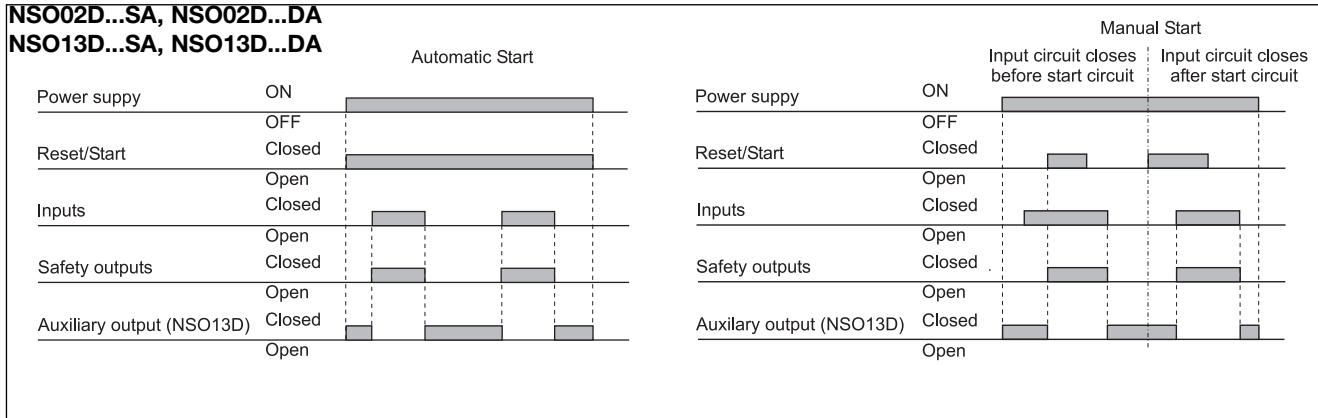 NSO02D...SA, NSO02D...DA
NSO13D...SA, NSO13D...DA
Automatic Start
Power suppy ON
OFF
Reset/Start Closed
Open
Inputs Closed
Open
Safety outputs Closed
Open
Auxiliary output (NSO13D) Closed
Open
Manual Start
Input circuit closes before start circuit
Input circuit closes after start circuit
Power suppy ON
OFF
Reset/Start Closed
Open
Inputs Closed
Open
Safety outputs Closed
Open
Auxilary output (NSO13D) Closed
Open